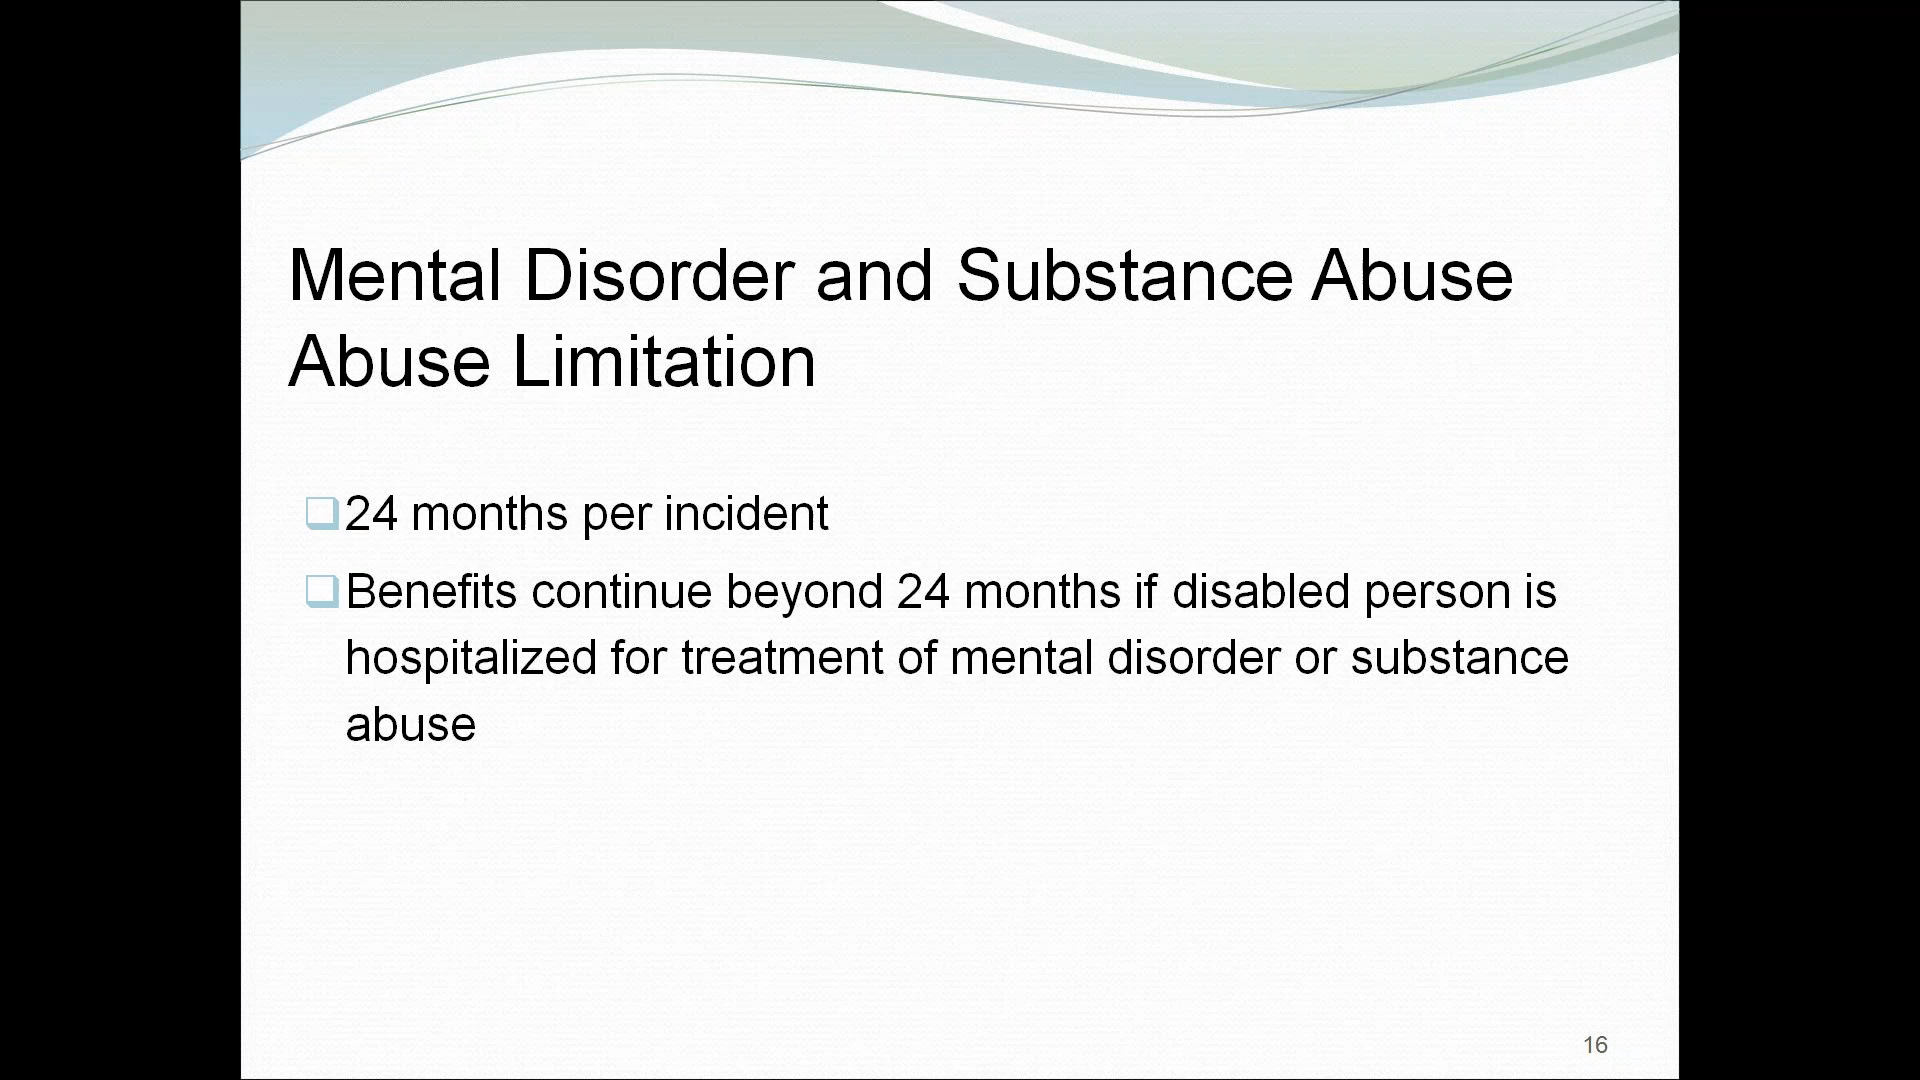 Mental Disorder and Substance Abuse
Abuse Limitation
24 months per incident
Benefits continue beyond 24 months if disabled person is
hospitalized for treatment of mental disorder or substance
abuse
16